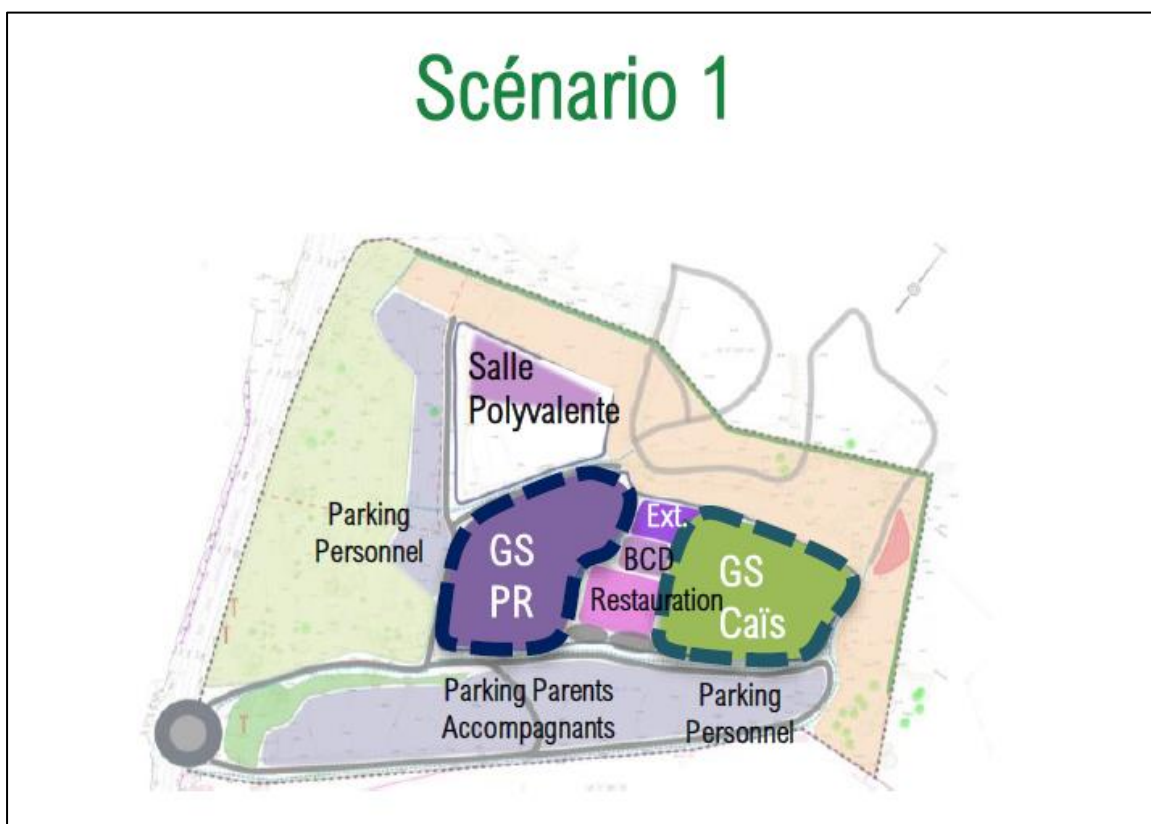 Scénario 1
Salle
Polyvalente
Parking
Personnel
GS
PR
Ext.
BCD
Restauration
GS
Caïs
Parking Parents
Accompagnants
Parking
Personnel